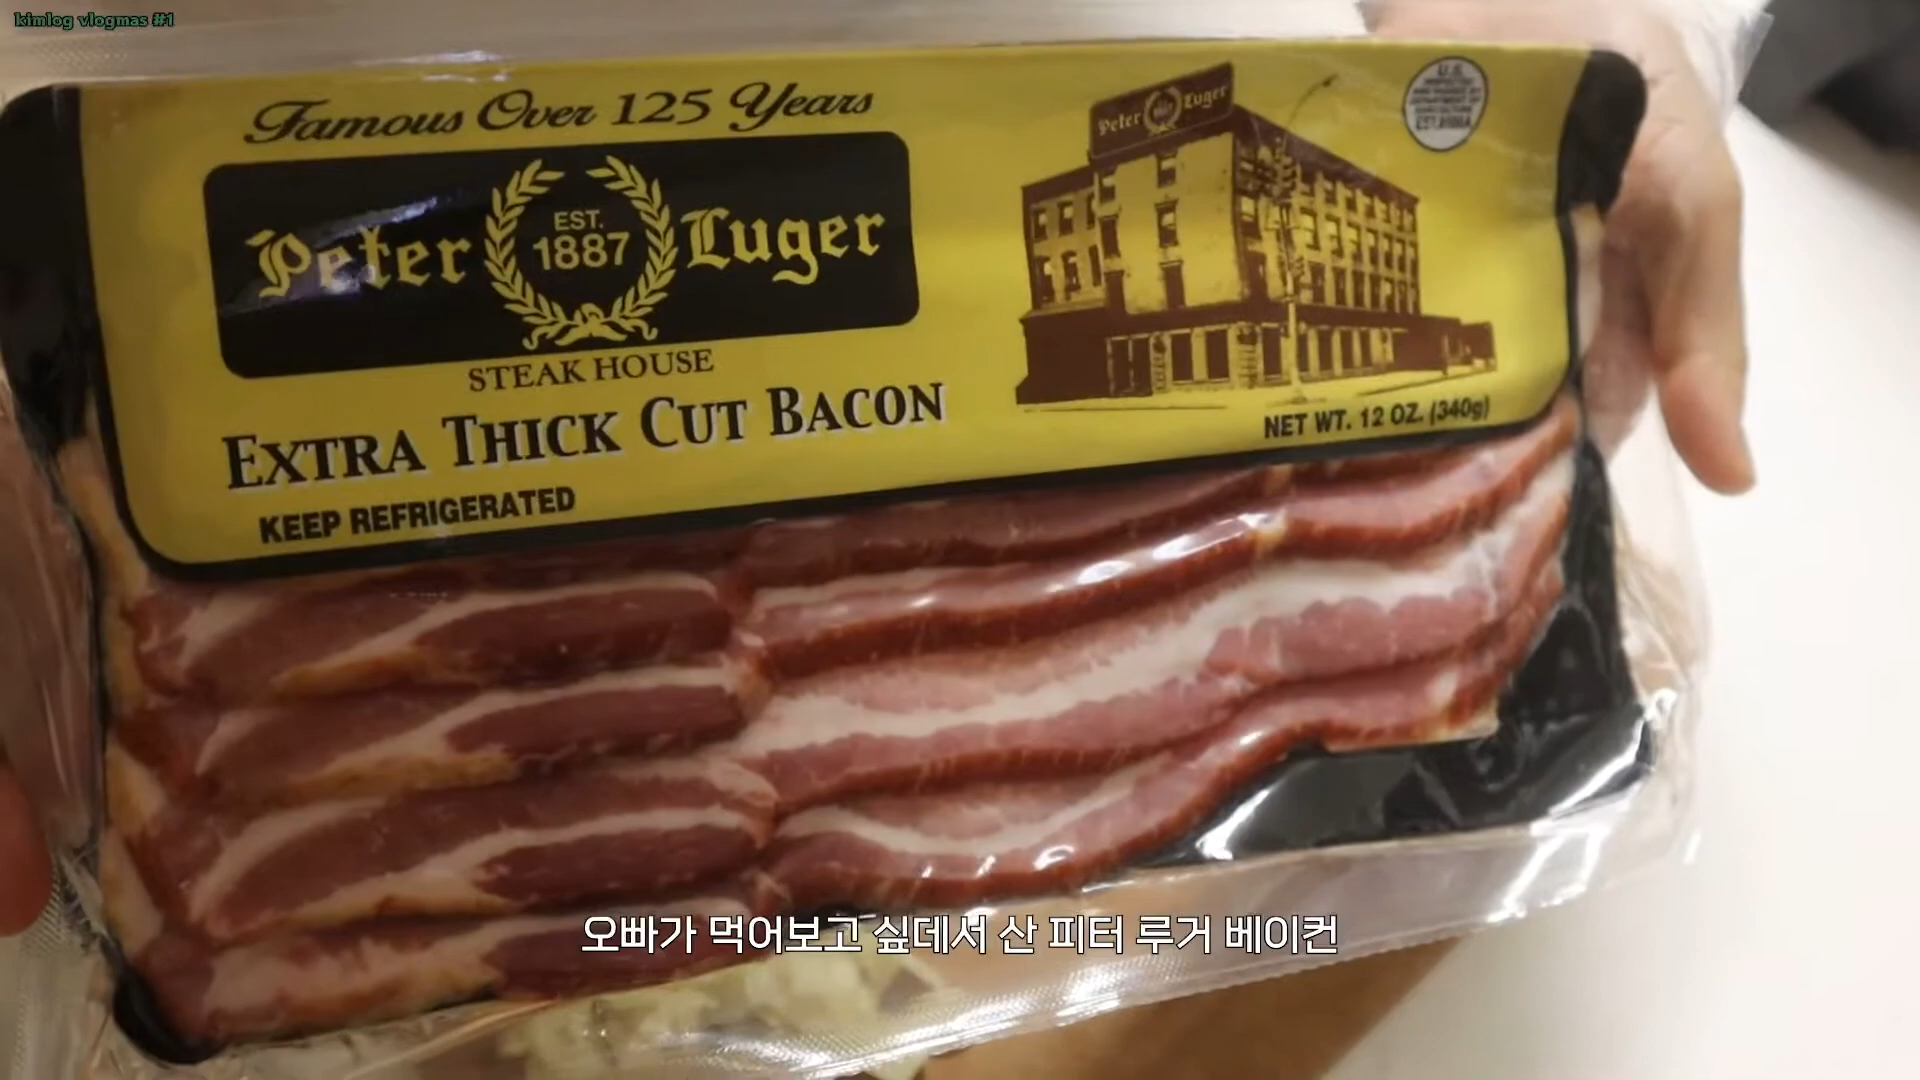 kimlog vlogmas #1
Famous Over 125 Years
Peter Luger
EST.
1887
STEAK HOUSE
EXTRA THICK CUT BACON
KEEP REFRIGERATED
Peter Luger
U.S.
NET WT. 12 OZ. (340g)
오빠가 먹어보고 싶데서 산 피터 루거 베이컨